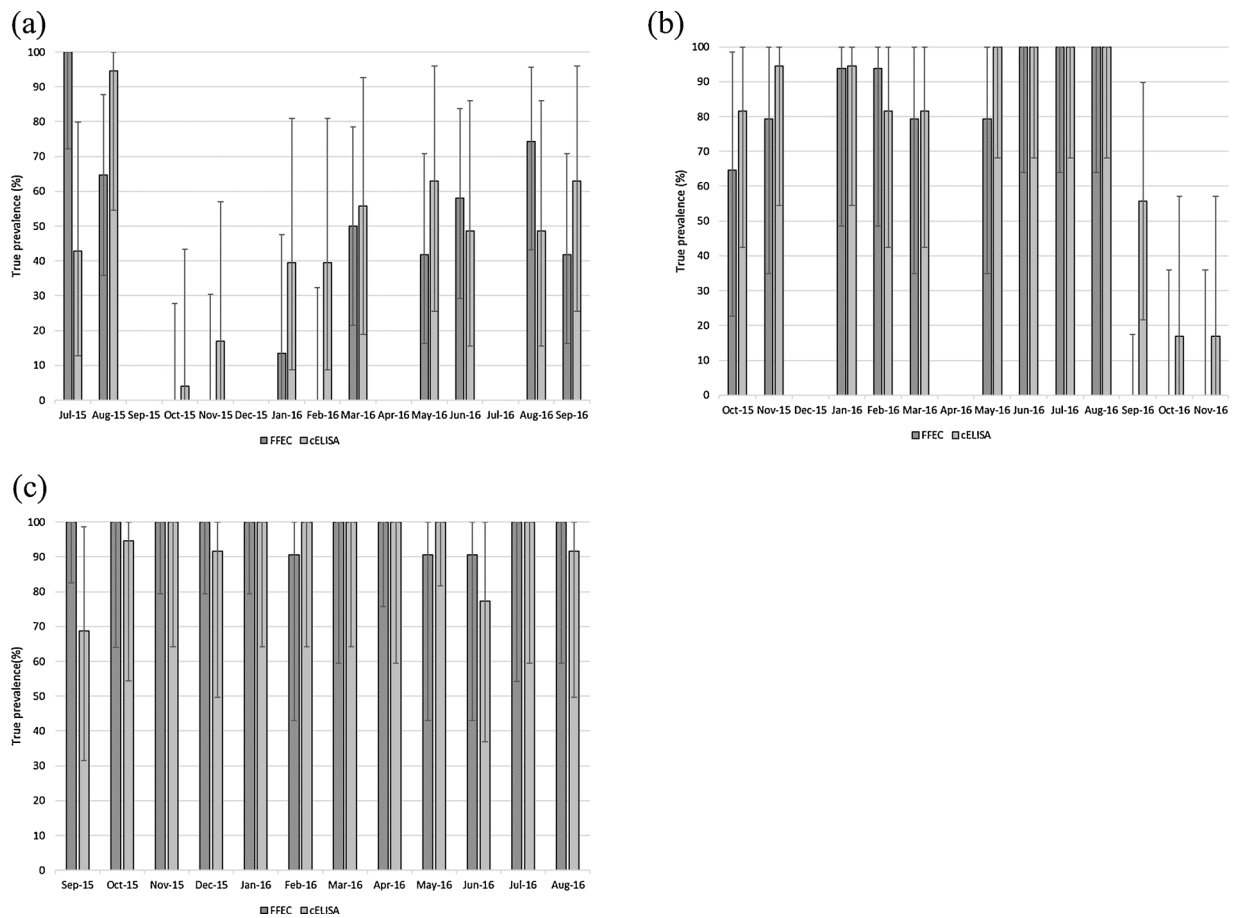 (a)
100
90
80
70
60
50
40
30
20
10
0
True prevalence (%)
Jul-15 Aug-15 Sep-15 Oct-15 Nov-15 Dec-15 Jan-16 Feb-16 Mar-16 Apr-16 May-16 Jun-16 Jul-16 Aug-16 Sep-16
FFEC cELISA
(b)
100
90
80
70
60
50
40
30
20
10
0
True prevalence (%)
Oct-15 Nov-15 Dec-15 Jan-16 Feb-16 Mar-16 Apr-16 May-16 Jun-16 Jul-16 Aug-16 Sep-16 Oct-16 Nov-16
FFEC cELISA
(c)
100
90
80
70
60
50
40
30
20
10
0
True prevalence(%)
Sep-15 Oct-15 Nov-15 Dec-15 Jan-16 Feb-16 Mar-16 Apr-16 May-16 Jun-16 Jul-16 Aug-16
FFEC cELISA